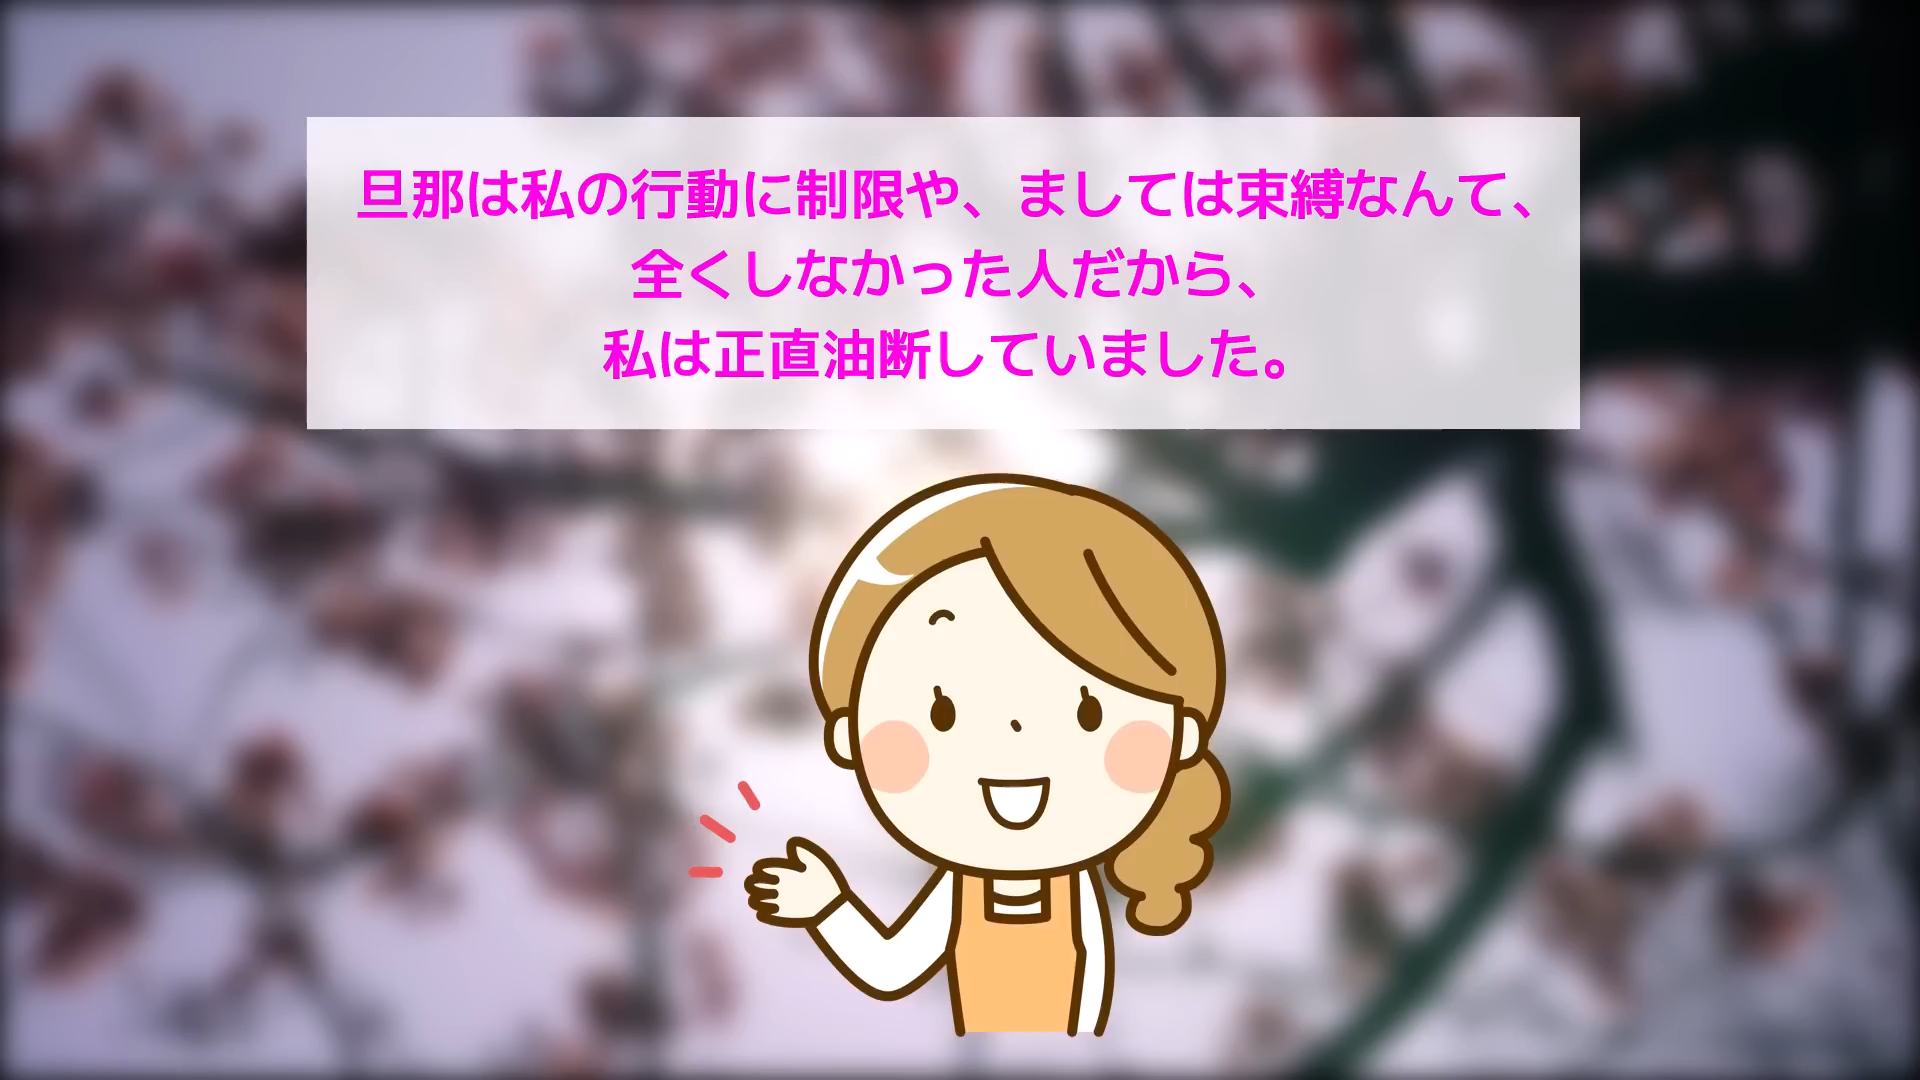 旦那は私の行動に制限や、ましては束縛なんて、
全くしなかった人だから、
私は正直油断していました。